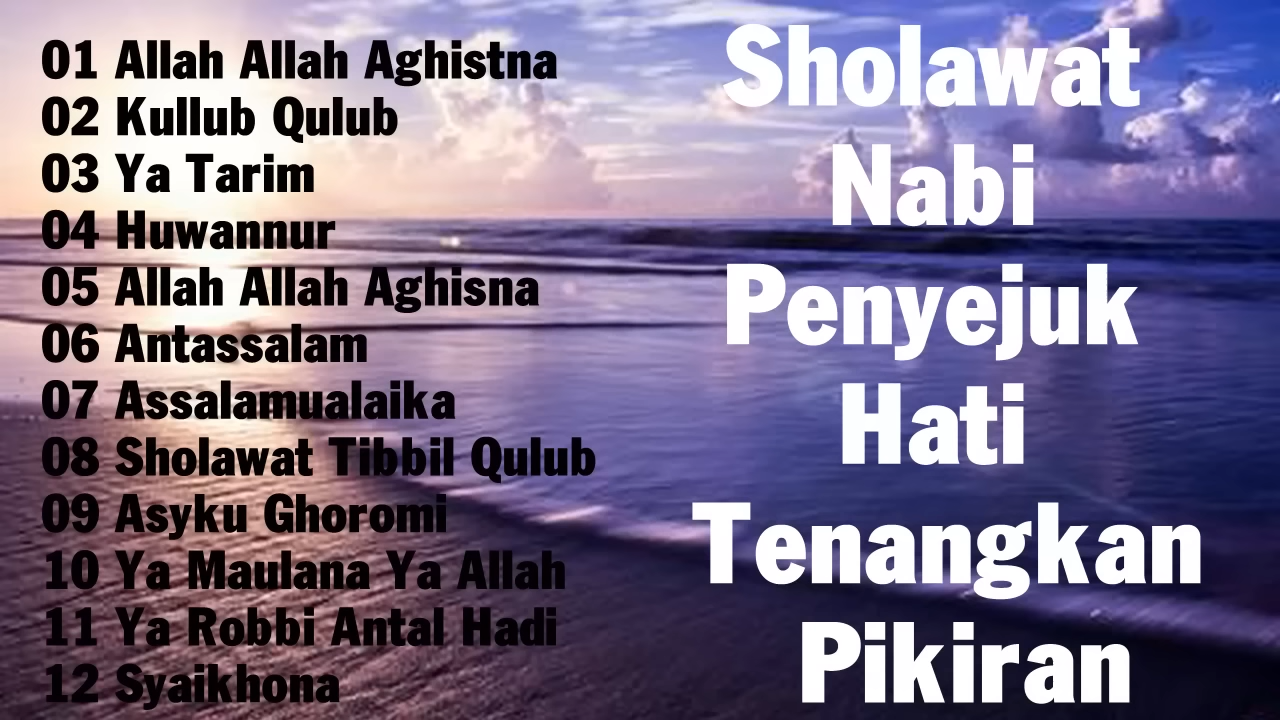 01 Allah Allah Aghistna
02 Kullub Qulub
03 Ya Tarim
04 Huwannur
05 Allah Allah Aghisna
06 Antassalam
07 Assalamualaika
08 Sholawat Tibbil Qulub
09 Asyku Ghoromi
10 Ya Maulana Ya Allah
11 Ya Robbi Antal Hadi
12 Syaikhona
Sholawat
Nabi
Penyejuk
Hati
Tenangkan
Pikiran